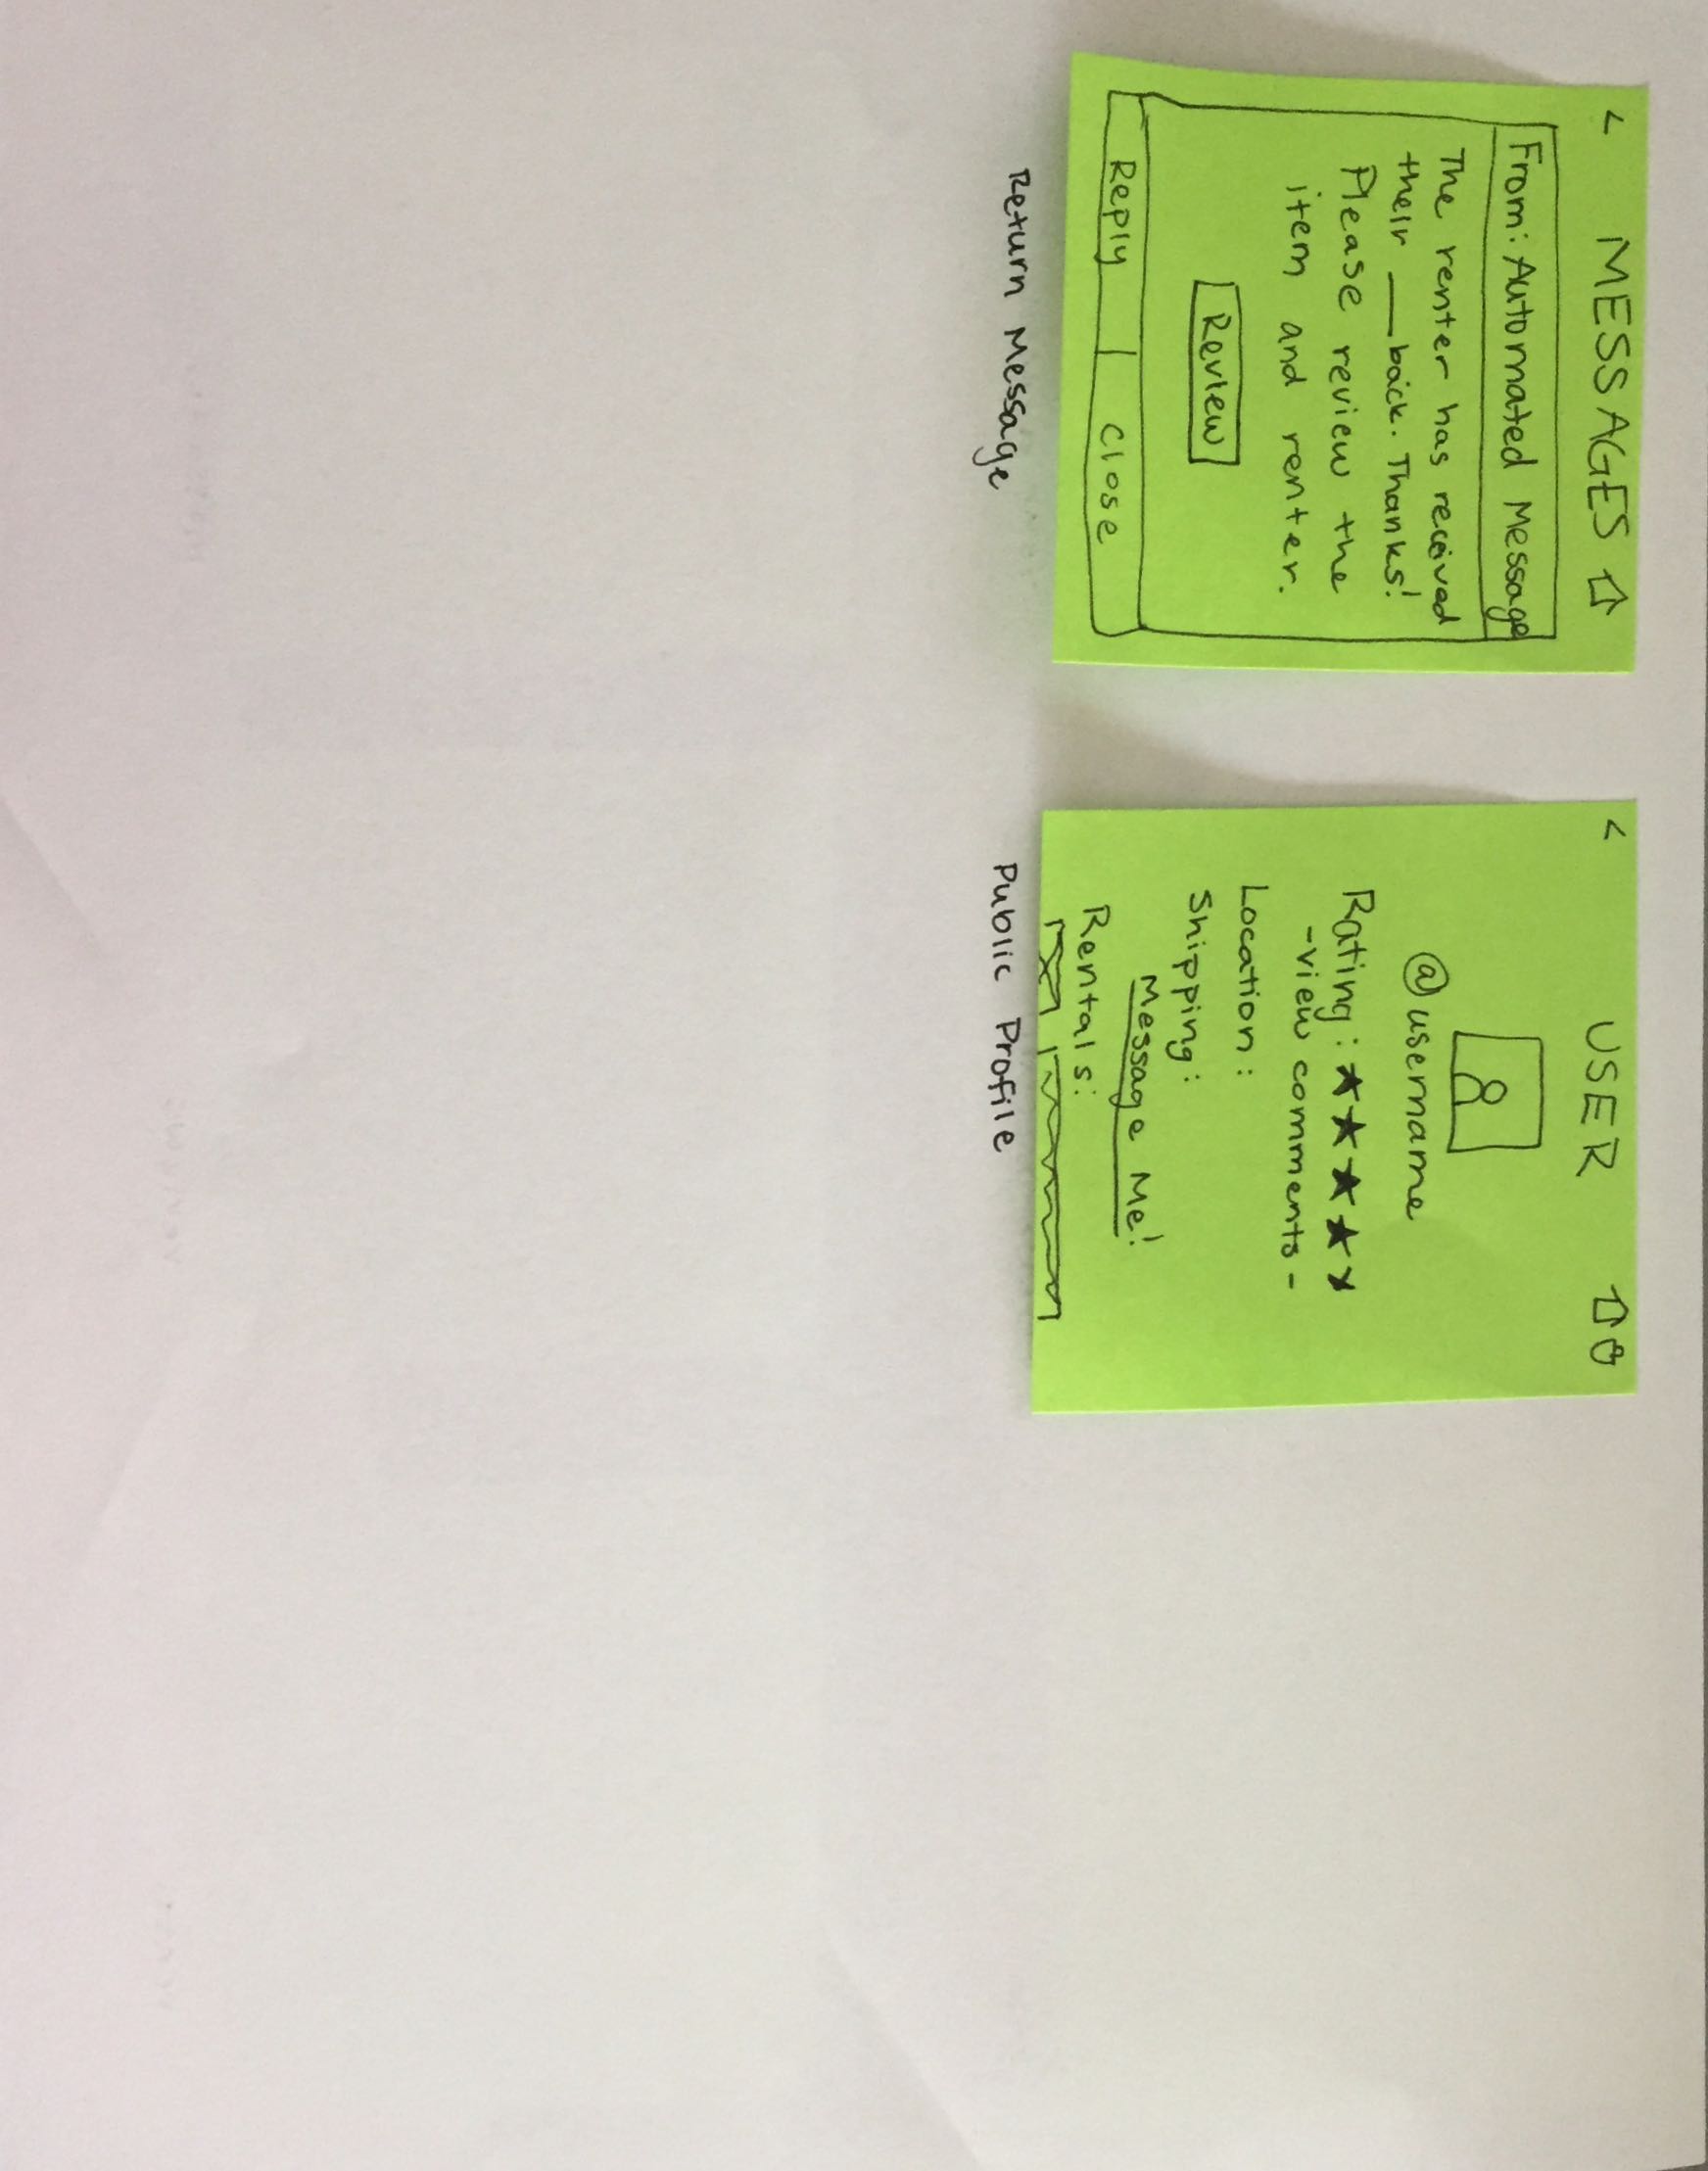 < MESSAGES
From: Automated Message
The renter has received
their ___ back. Thanks!
Please review the
item and renter.
Review
Reply | Close
Return Message
< USER
@username
Rating: ★★★★★
-view comments-
Location:
Shipping:
Message Me!
Rentals:
Public Profile